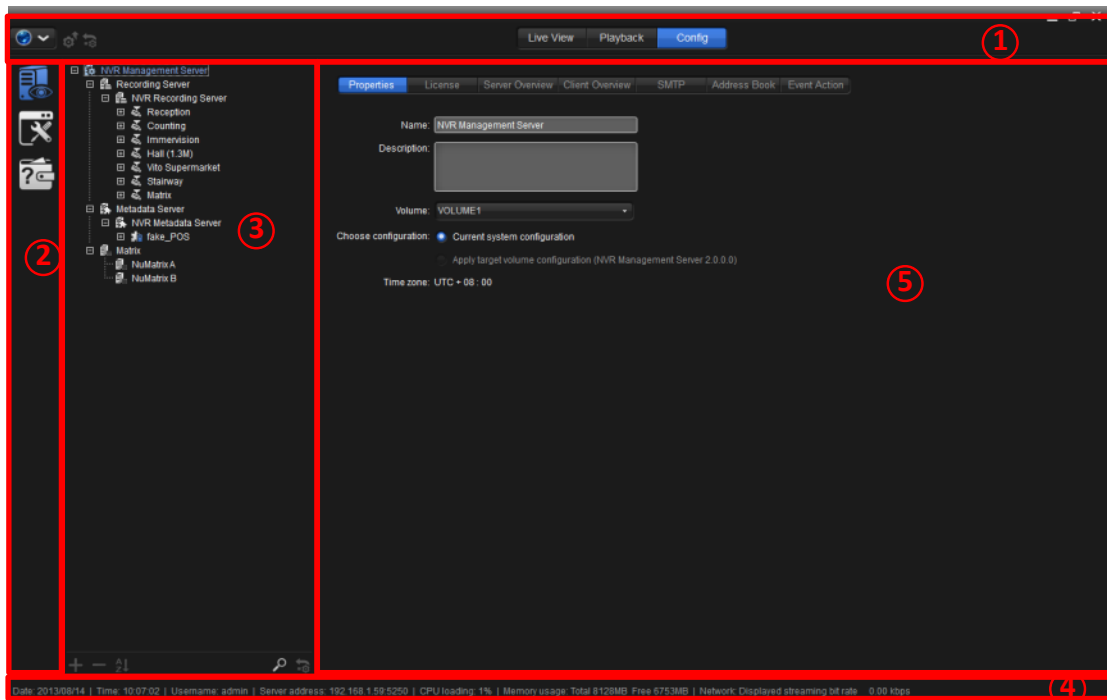 Live View Playback Config
①
NVR Management Server
Recording Server
NVR Recording Server
Reception
Counting
Immervision
Hall (1.3M)
Vito Supermarket
Stairway
Matrix
Metadata Server
NVR Metadata Server
fake_POS
Matrix
NuMatrix A
NuMatrix B
②
③
Properties License Server Overview Client Overview SMTP Address Book Event Action
Name: NVR Management Server
Description:
Volume: VOLUME1
Choose configuration: Current system configuration
Apply target volume configuration (NVR Management Server 2.0.0.0)
Time zone: UTC + 08 : 00
⑤
④
Date: 2013/08/14 | Time: 10:07:02 | Username: admin | Server address: 192.168.1.59:5250 | CPU loading: 1% | Memory usage: Total 8128MB Free 6753MB | Network: Displayed streaming bit rate 0.00 kbps